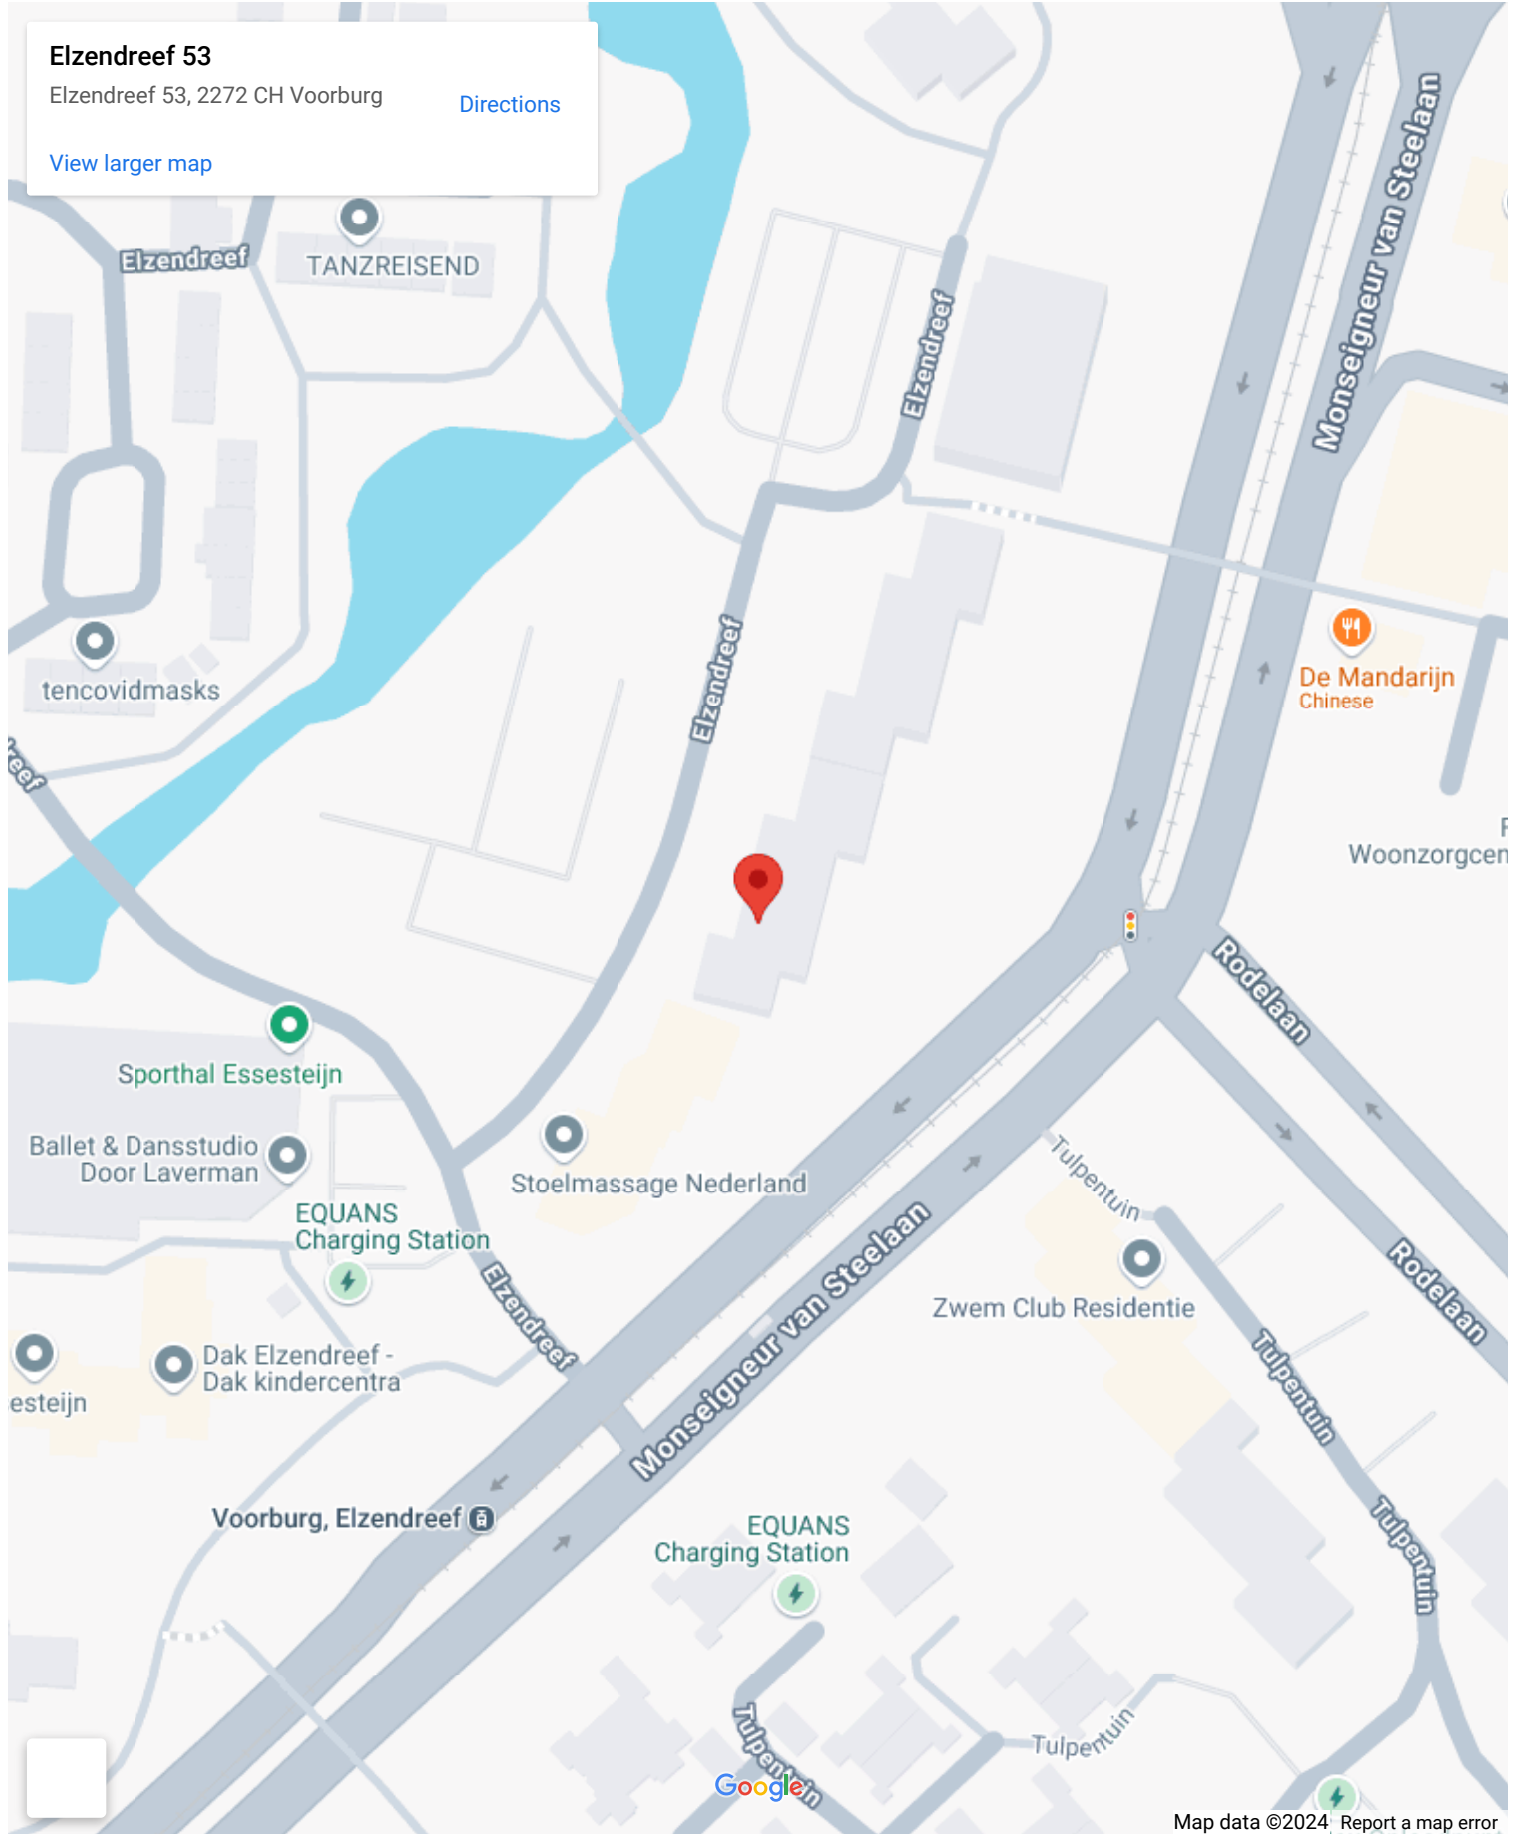 Elzendreef 53
Elzendreef 53, 2272 CH Voorburg
Directions
View larger map
Elzendreef
TANZREISEND
Monseigneur van Steelaan
Elzendreef
Elzendreef
tencovidmasks
De Mandarijn
Chinese
reef
Woonzorgcen
Rodelaan
Sporthal Essesteijn
Ballet & Dansstudio
Door Laverman
Stoelmassage Nederland
Tulpentuin
EQUANS
Charging Station
Elzendreef
Monseigneur van Steelaan
Zwem Club Residentie
Rodelaan
Dak Elzendreef -
Dak kindercentra
esteijn
Tulpentuin
Voorburg, Elzendreef
EQUANS
Charging Station
Tulpentuin
Tulpentuin
Tulpentuin
Google
Map data ©2024
Report a map error